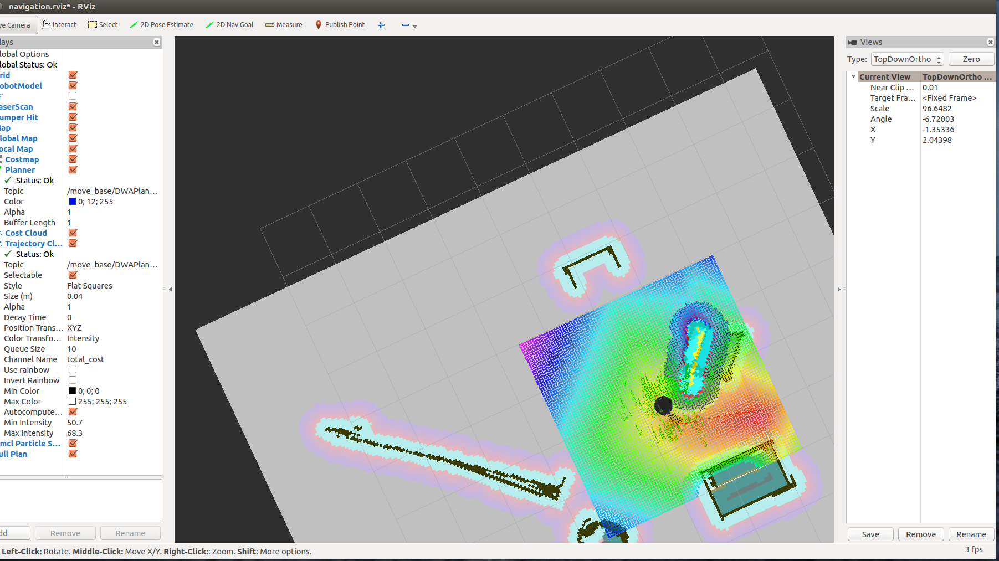 navigation.rviz* - RViz
ve Camera Interact Select 2D Pose Estimate 2D Nav Goal Measure Publish Point
lays
lobal Options
lobal Status: Ok
rid
obotModel
F
aserScan
umper Hit
ap
lobal Map
ocal Map
Costmap
Planner
Status: Ok
Topic /move_base/DWAPlan...
Color 0; 12; 255
Alpha 1
Buffer Length 1
Cost Cloud
Trajectory Cl...
Status: Ok
Topic /move_base/DWAPlan...
Selectable
Style Flat Squares
Size (m) 0.04
Alpha 1
Decay Time 0
Position Trans... XYZ
Color Transfo... Intensity
Queue Size 10
Channel Name total_cost
Use rainbow
Invert Rainbow
Min Color 0; 0; 0
Max Color 255; 255; 255
Autocompute...
Min Intensity 50.7
Max Intensity 68.3
mcl Particle S...
ull Plan
dd Remove Rename
Views
Type: TopDownOrtho Zero
Current View TopDownOrtho ...
Near Clip ... 0.01
Target Fra... <Fixed Frame>
Scale 96.6482
Angle -6.72003
X -1.35336
Y 2.04398
Save Remove Rename
Left-Click: Rotate. Middle-Click: Move X/Y. Right-Click:: Zoom. Shift: More options.
3 fps